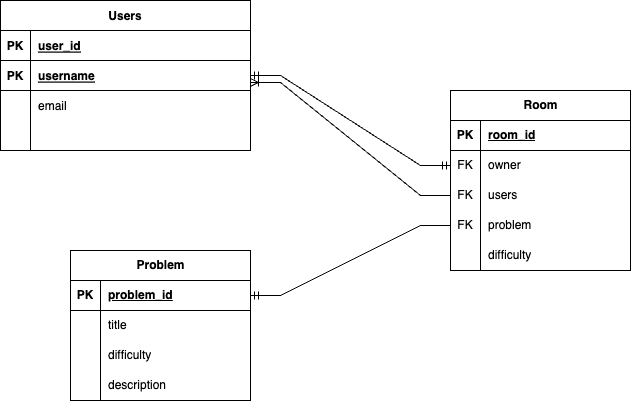 Users
PK user_id
PK username
email
Room
PK room_id
FK owner
FK users
FK problem
difficulty
Problem
PK problem_id
title
difficulty
description